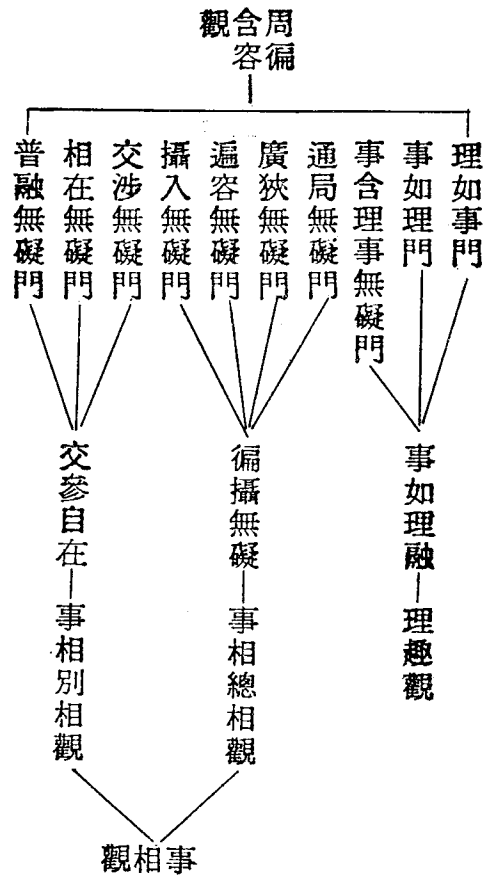 周徧含容觀
理如事門
事如理門
事含理事無礙門
通局無礙門
廣狹無礙門
遍容無礙門
攝入無礙門
交涉無礙門
相在無礙門
普融無礙門
事如理融
理趣觀
徧攝無礙
事相總相觀
交參自在
事相別相觀
事相觀